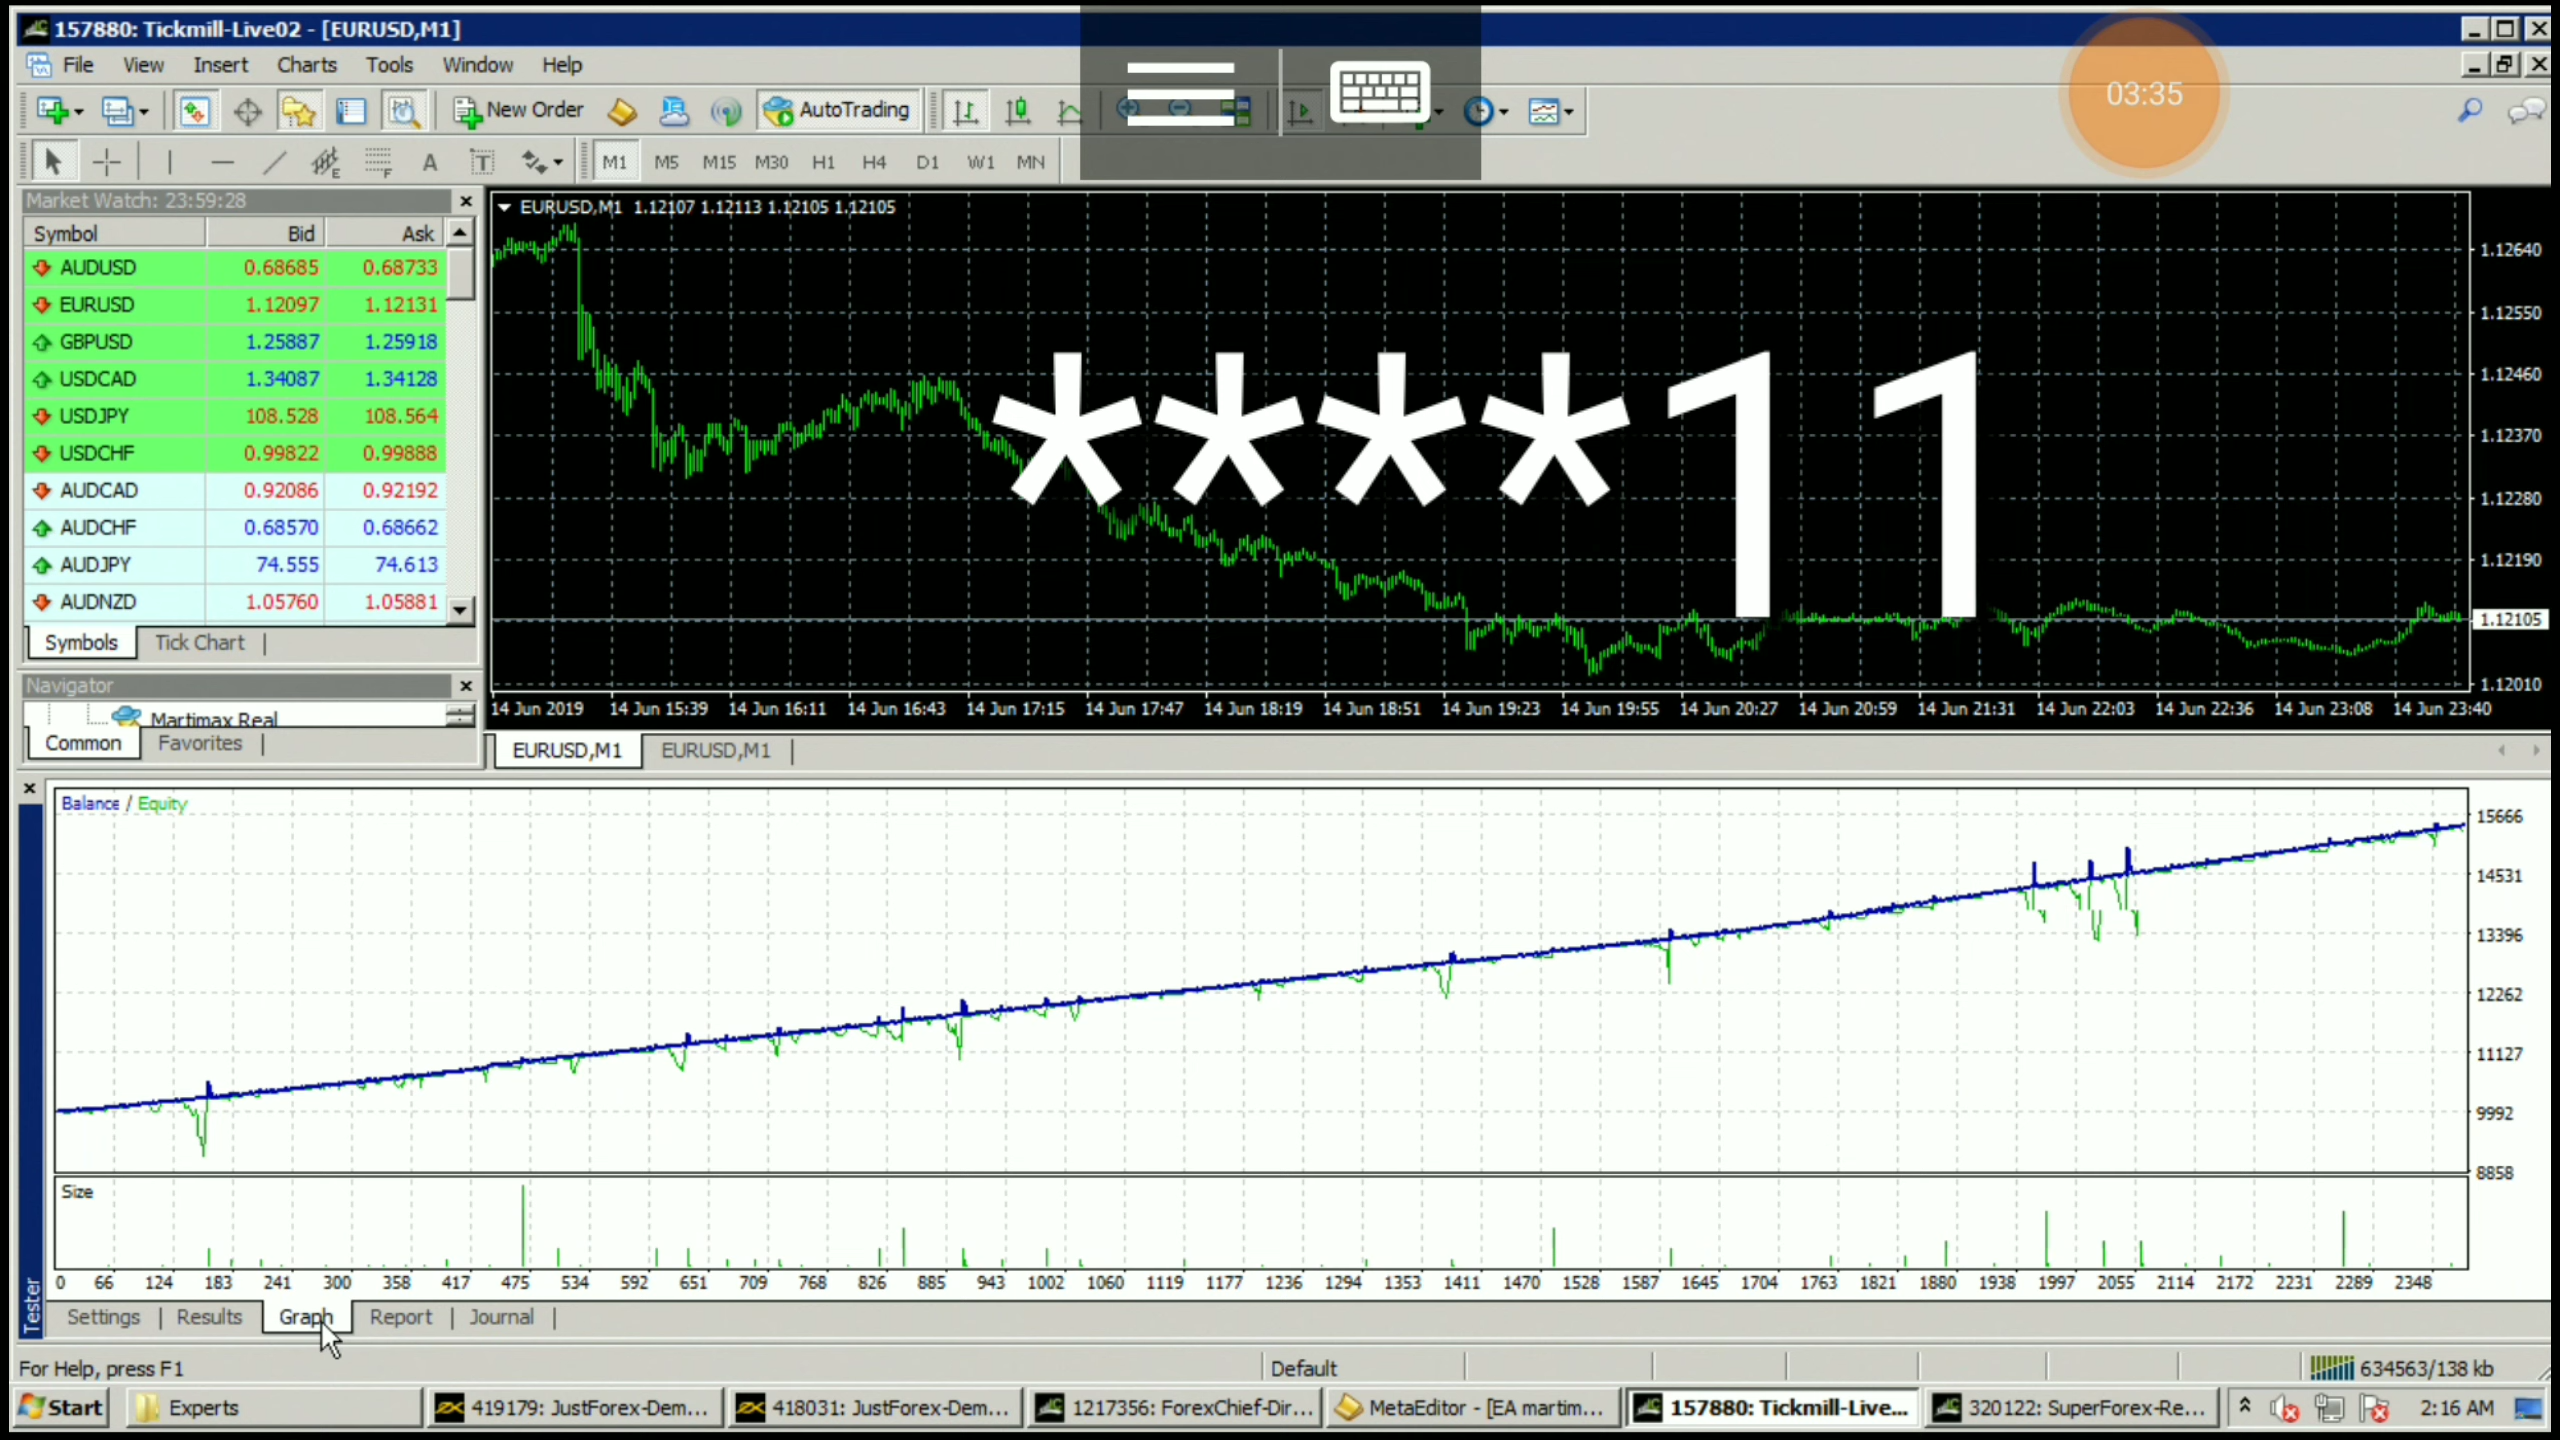 157880: Tickmill-Live02 - [EURUSD,M1]
03:35
File View Insert Charts Tools Window Help
New Order AutoTrading
A T E F
M1 M5 M15 M30 H1 H4 D1 W1 MN
Market Watch: 23:59:28
Symbol Bid Ask
AUDUSD 0.68685 0.68733
EURUSD 1.12097 1.12131
GBPUSD 1.25887 1.25918
USDCAD 1.34087 1.34128
USDJPY 108.528 108.564
USDCHF 0.99822 0.99888
AUDCAD 0.92086 0.92192
AUDCHF 0.68570 0.68662
AUDJPY 74.555 74.613
AUDNZD 1.05760 1.05881
Symbols Tick Chart
Navigator
Martimax Real
Common Favorites
EURUSD,M1 1.12107 1.12113 1.12105 1.12105
****11
1.12640
1.12550
1.12460
1.12370
1.12280
1.12190
1.12105
1.12010
14 Jun 2019 14 Jun 15:39 14 Jun 16:11 14 Jun 16:43 14 Jun 17:15 14 Jun 17:47 14 Jun 18:19 14 Jun 18:51 14 Jun 19:23 14 Jun 19:55 14 Jun 20:27 14 Jun 20:59 14 Jun 21:31 14 Jun 22:03 14 Jun 22:36 14 Jun 23:08 14 Jun 23:40
EURUSD,M1 EURUSD,M1
Balance / Equity
15666
14531
13396
12262
11127
9992
8858
Size
0 66 124 183 241 300 358 417 475 534 592 651 709 768 826 885 943 1002 1060 1119 1177 1236 1294 1353 1411 1470 1528 1587 1645 1704 1763 1821 1880 1938 1997 2055 2114 2172 2231 2289 2348
Tester
Settings Results Graph Report Journal
For Help, press F1 Default 634563/138 kb
Start Experts 419179: JustForex-Dem... 418031: JustForex-Dem... 1217356: ForexChief-Dir... MetaEditor - [EA martim... 157880: Tickmill-Live... 320122: SuperForex-Re... 2:16 AM